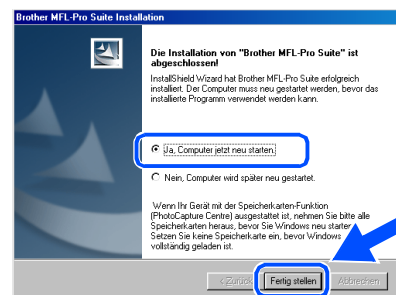 Brother MFL-Pro Suite Installation
Die Installation von "Brother MFL-Pro Suite" ist
abgeschlossen!
InstallShield Wizard hat Brother MFL-Pro Suite erfolgreich
installiert. Der Computer muss neu gestartet werden, bevor das
installierte Programm verwendet werden kann.
Ja, Computer jetzt neu starten.
Nein, Computer wird später neu gestartet.
Wenn Ihr Gerät mit der Speicherkarten-Funktion
(PhotoCapture Centre) ausgestattet ist, nehmen Sie bitte alle
Speicherkarten heraus, bevor Sie Windows neu starten
Setzen Sie keine Speicherkarte ein, bevor Windows
vollständig geladen ist.
< Zurück Fertig stellen Abbrechen